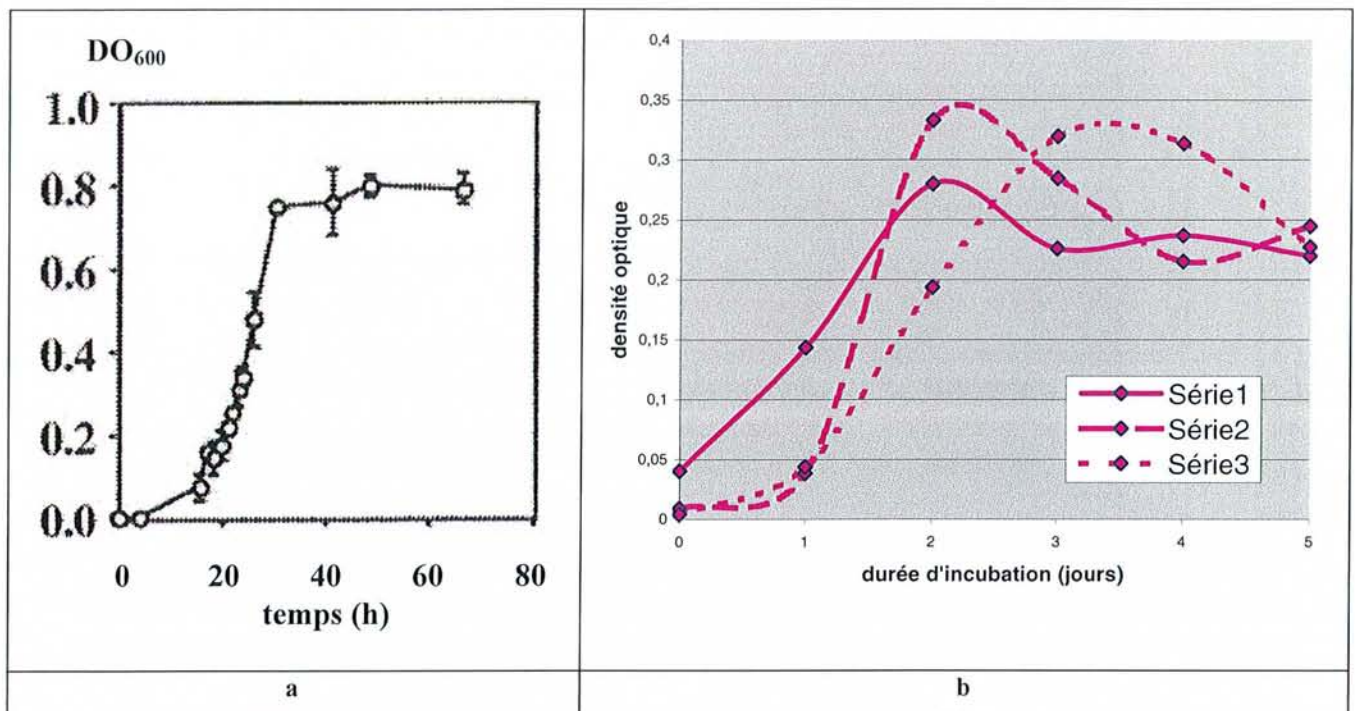 DO600
1.0
0.8
0.6
0.4
0.2
0.0
0 20 40 60 80
temps (h)
a
0,4
0,35
0,3
0,25
0,2
0,15
0,1
0,05
0
densité optique
0 1 2 3 4 5
durée d'incubation (jours)
Série1
Série2
Série3
b